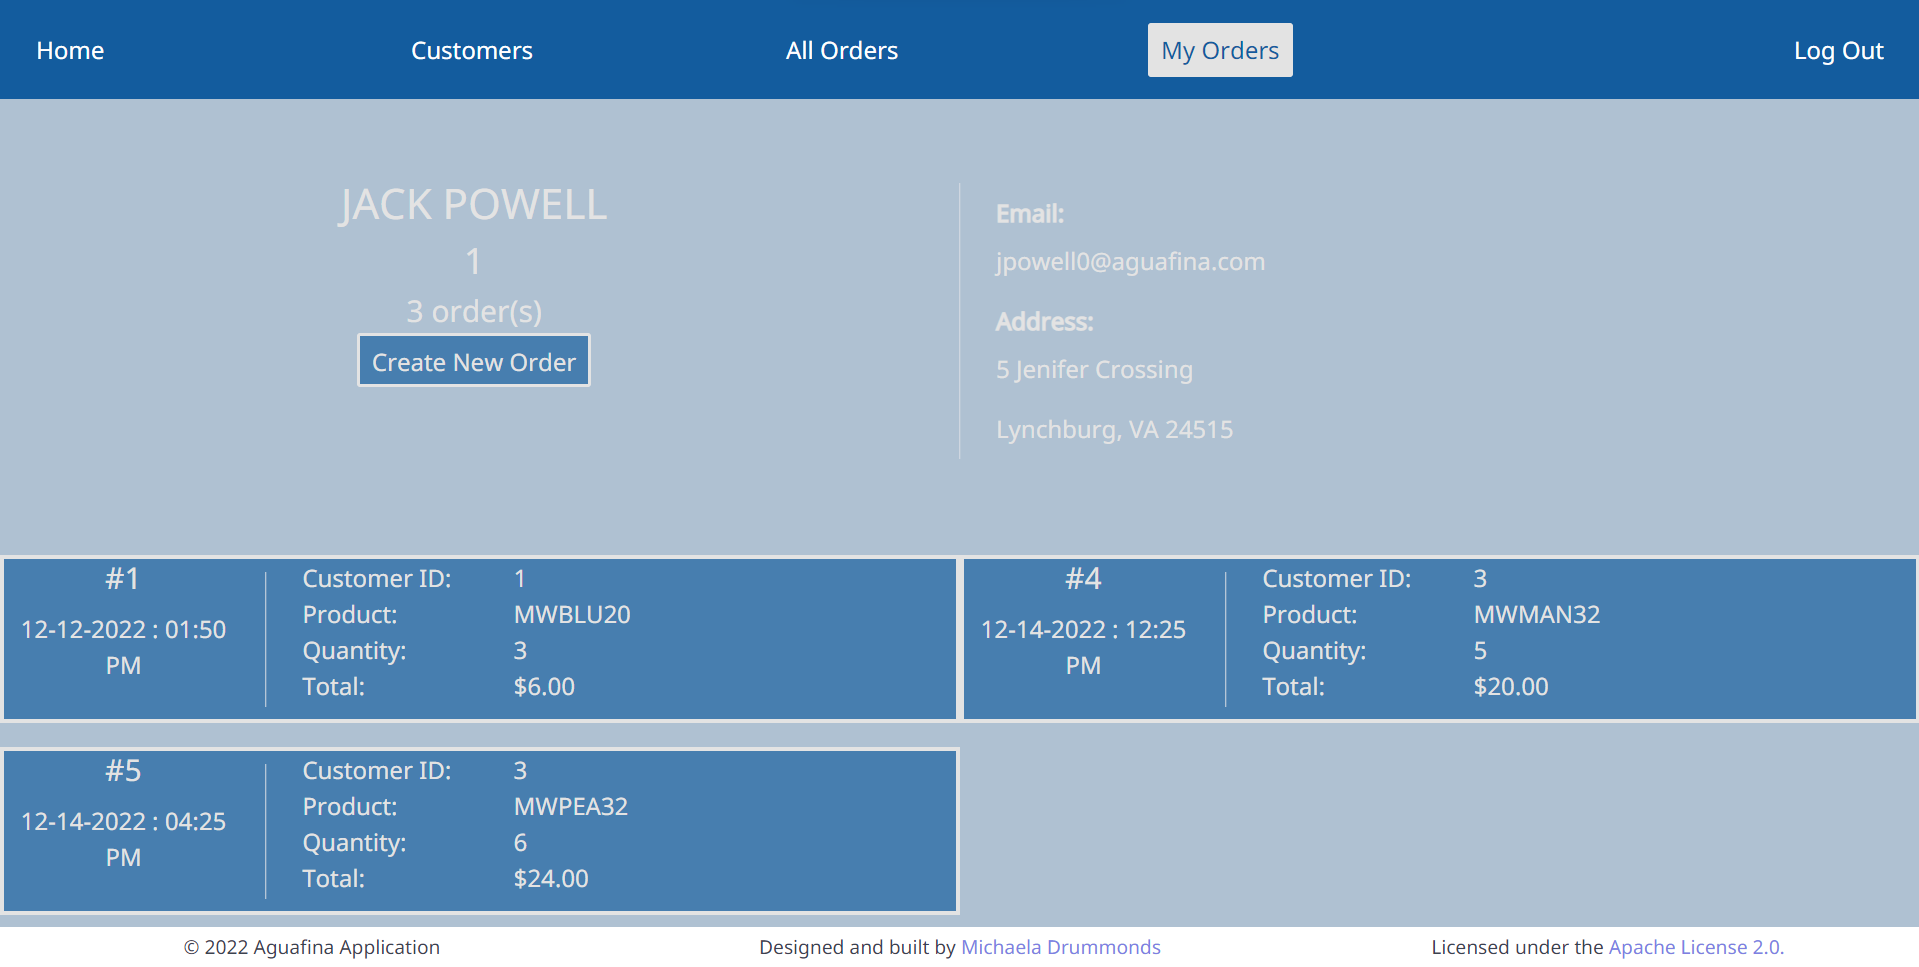 Home
Customers
All Orders
My Orders
Log Out
JACK POWELL
1
3 order(s)
Create New Order
Email:
jpowell0@aguafina.com
Address:
5 Jenifer Crossing
Lynchburg, VA 24515
#1
12-12-2022 : 01:50
PM
Customer ID: 1
Product: MWBLU20
Quantity: 3
Total: $6.00
#4
12-14-2022 : 12:25
PM
Customer ID: 3
Product: MWMAN32
Quantity: 5
Total: $20.00
#5
12-14-2022 : 04:25
PM
Customer ID: 3
Product: MWPEA32
Quantity: 6
Total: $24.00
© 2022 Aguafina Application
Designed and built by Michaela Drummonds
Licensed under the Apache License 2.0.